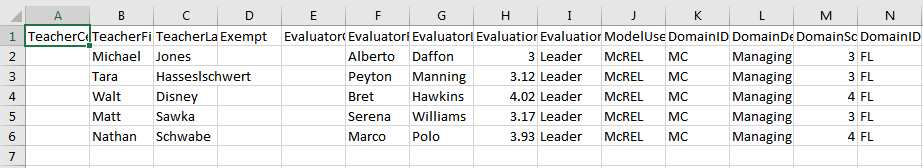 A B C D E F G H I J K L M N
1 TeacherCe TeacherFi TeacherLa Exempt EvaluatorC EvaluatorF EvaluatorL Evaluation Evaluation ModelUse DomainID DomainDe DomainSc DomainID
2 Michael Jones Alberto Daffon 3 Leader McREL MC Managing 3 FL
3 Tara Hasseslschwert Peyton Manning 3.12 Leader McREL MC Managing 3 FL
4 Walt Disney Bret Hawkins 4.02 Leader McREL MC Managing 4 FL
5 Matt Sawka Serena Williams 3.17 Leader McREL MC Managing 3 FL
6 Nathan Schwabe Marco Polo 3.93 Leader McREL MC Managing 4 FL
7